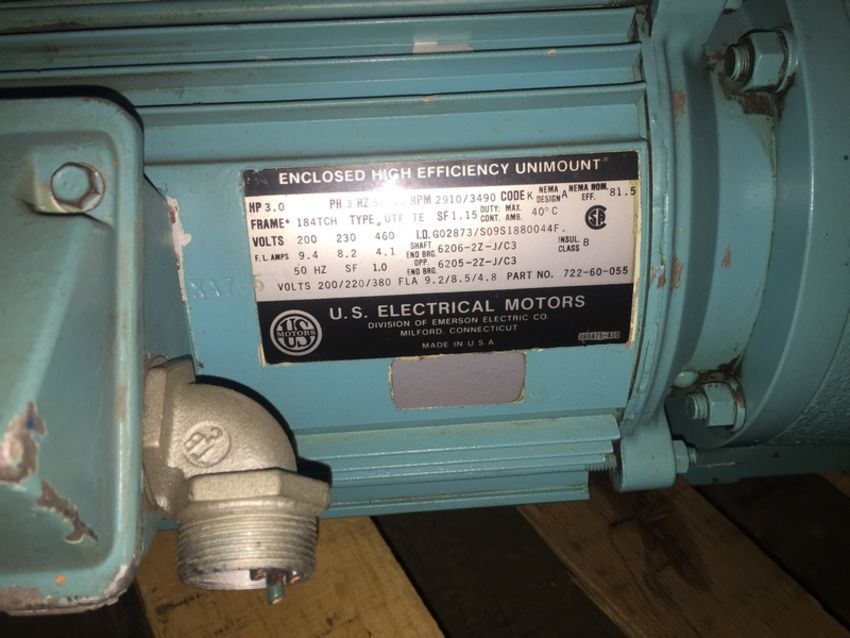 ENCLOSED HIGH EFFICIENCY UNIMOUNT
HP 3.0 PH 3 HZ RPM 2910/3490 CODE K NEMA DESIGN A NEMA NOM. EFF. 81.5
FRAME 184TCH TYPE UTF TE SF 1.15 DUTY: MAX. CONT. AMB. 40°C
VOLTS 200 230 460 I.D. G02873/S09S1880044F.
F.L. AMPS 9.4 8.2 4.1 SHAFT END BRG. 6206-2Z-J/C3 INSUL. CLASS B
50 HZ SF 1.0 OPP. END BRG. 6205-2Z-J/C3
VOLTS 200/220/380 FLA 9.2/8.5/4.8 PART NO. 722-60-055
US MOTORS
U.S. ELECTRICAL MOTORS
DIVISION OF EMERSON ELECTRIC CO.
MILFORD, CONNECTICUT
MADE IN U S A